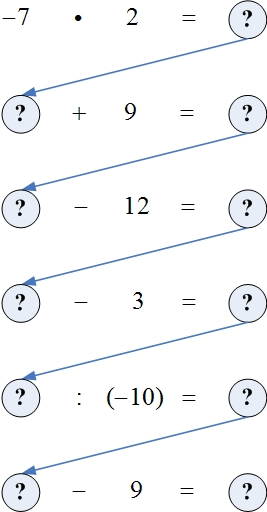 −7 • 2 = ?
? + 9 = ?
? − 12 = ?
? − 3 = ?
? : (−10) = ?
? − 9 = ?